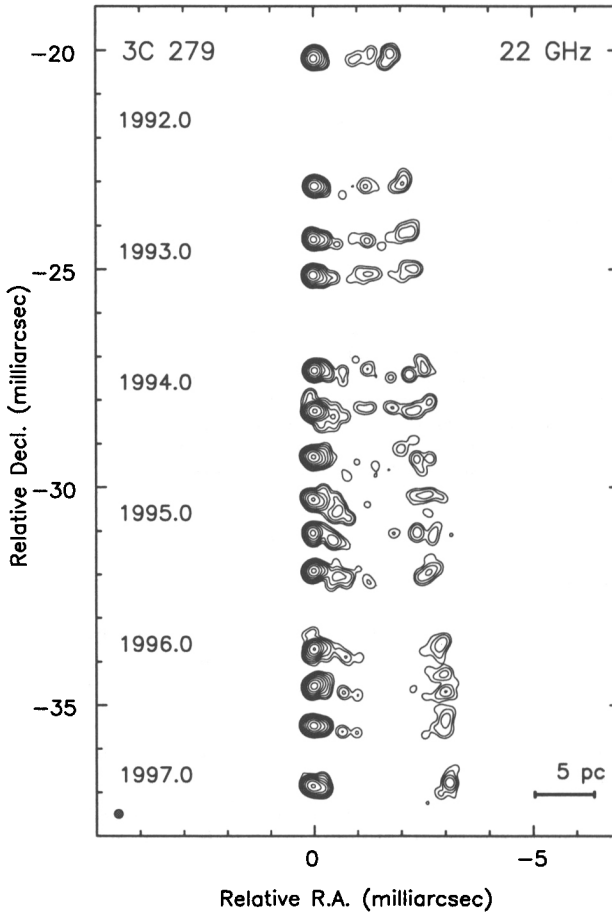 3C 279
22 GHz
-20
1992.0
1993.0
-25
1994.0
-30
1995.0
1996.0
-35
1997.0
5 pc
0
-5
Relative Decl. (milliarcsec)
Relative R.A. (milliarcsec)